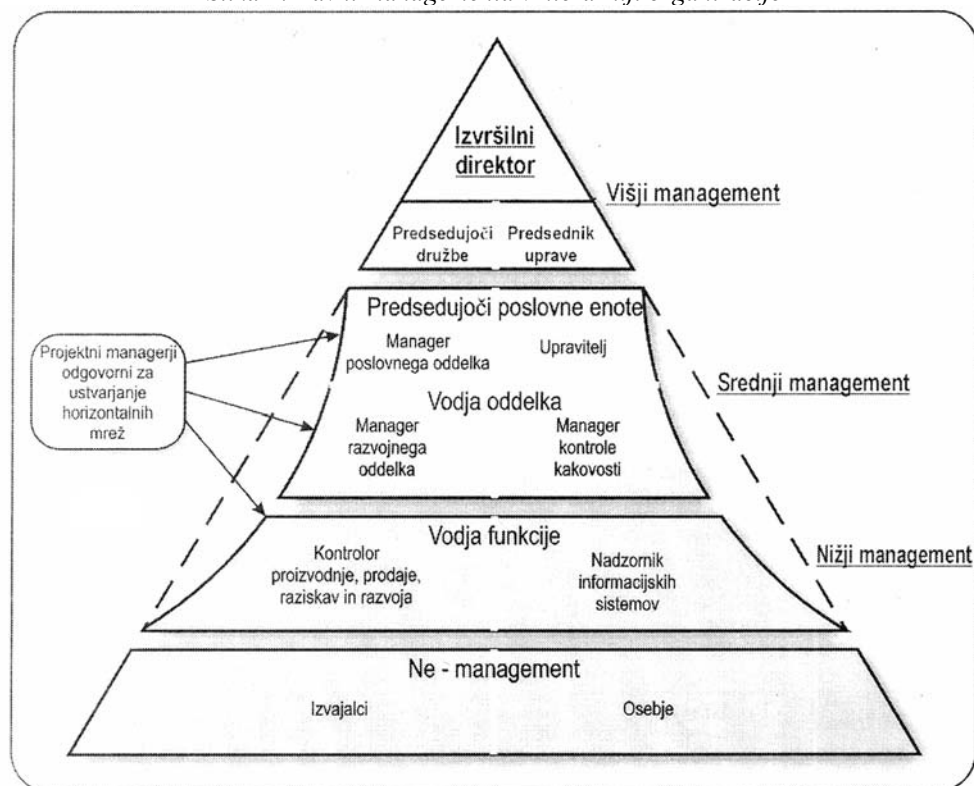 Izvršilni
direktor
Višji management
Predsedujoči
družbe
Predsednik
uprave
Predsedujoči poslovne enote
Manager
poslovnega oddelka
Upravitelj
Projektni managerji
odgovorni za
ustvarjanje
horizontalnih
mrež
Srednji management
Vodja oddelka
Manager
razvojnega
oddelka
Manager
kontrole
kakovosti
Vodja funkcije
Nižji management
Kontrolor
proizvodnje, prodaje,
raziskav in razvoja
Nadzornik
informacijskih
sistemov
Ne - management
Izvajalci
Osebje